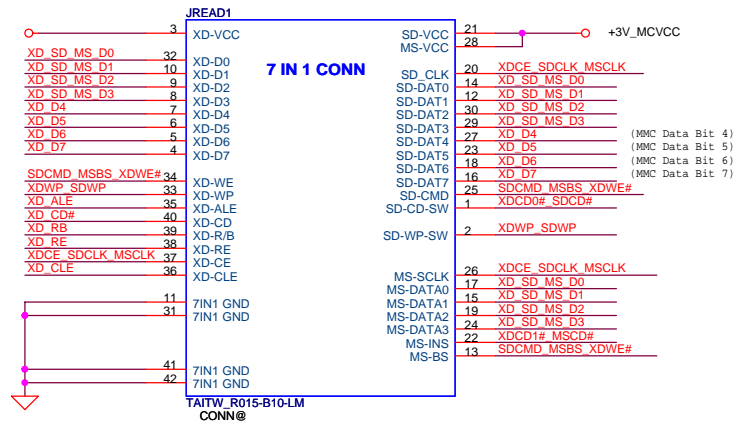 JREAD1
7 IN 1 CONN
3 XD-VCC
XD_SD_MS_D0 32 XD-D0
XD_SD_MS_D1 10 XD-D1
XD_SD_MS_D2 9 XD-D2
XD_SD_MS_D3 8 XD-D3
XD_D4 7 XD-D4
XD_D5 6 XD-D5
XD_D6 5 XD-D6
XD_D7 4 XD-D7
SDCMD_MSBS_XDWE# 34 XD-WE
XDWP_SDWP 33 XD-WP
XD_ALE 35 XD-ALE
XD_CD# 40 XD-CD
XD_RB 39 XD-R/B
XD_RE 38 XD-RE
XDCE_SDCLK_MSCLK 37 XD-CE
XD_CLE 36 XD-CLE
11 7IN1 GND
31 7IN1 GND
41 7IN1 GND
42 7IN1 GND
SD-VCC 21 +3V_MCVCC
MS-VCC 28
SD_CLK 20 XDCE_SDCLK_MSCLK
SD-DAT0 14 XD_SD_MS_D0
SD-DAT1 12 XD_SD_MS_D1
SD-DAT2 30 XD_SD_MS_D2
SD-DAT3 29 XD_SD_MS_D3
SD-DAT4 27 XD_D4 (MMC Data Bit 4)
SD-DAT5 23 XD_D5 (MMC Data Bit 5)
SD-DAT6 18 XD_D6 (MMC Data Bit 6)
SD-DAT7 16 XD_D7 (MMC Data Bit 7)
SD-CMD 25 SDCMD_MSBS_XDWE#
SD-CD-SW 1 XDCD0#_SDCD#
SD-WP-SW 2 XDWP_SDWP
MS-SCLK 26 XDCE_SDCLK_MSCLK
MS-DATA0 17 XD_SD_MS_D0
MS-DATA1 15 XD_SD_MS_D1
MS-DATA2 19 XD_SD_MS_D2
MS-DATA3 24 XD_SD_MS_D3
MS-INS 22 XDCD1#_MSCD#
MS-BS 13 SDCMD_MSBS_XDWE#
TAITW_R015-B10-LM
CONN@